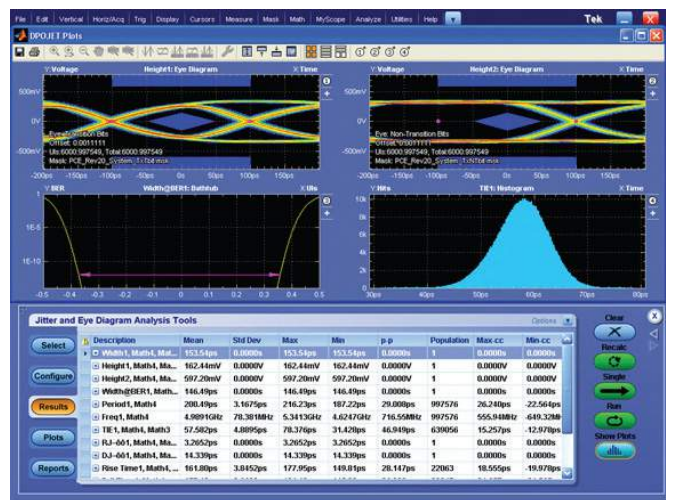 File Edit Vertical Horiz/Acq Trig Display Cursors Measure Mask Math MyScope Analyze Utilities Help Tek
DPOJET Plots
Y:Voltage Height1: Eye Diagram X:Time
500mV
0V
-500mV
Eye: Transition Bits
Offset: 0.0011111
UIs:6000:997549, Total:6000:997549
-200ps -150ps -100ps -50ps 0s 50ps 100ps 150ps
Y:Voltage Height2: Eye Diagram X:Time
500mV
0V
-500mV
Eye: Non-Transition Bits
Offset: 0.0011111
UIs:6000:997549, Total:6000:997549
-200ps -150ps -100ps -50ps 0s 50ps 100ps 150ps
Y:BER Width@BER1: Bathtub X:UIs
1
1E-5
1E-10
-0.5 -0.4 -0.3 -0.2 -0.1 0 0.1 0.2 0.3 0.4 0.5
Y:Hits TIE1: Histogram X:Time
10k
8k
6k
4k
2k
0
30ps 40ps 50ps 60ps 70ps 80ps
Jitter and Eye Diagram Analysis Tools
Options
Clear
Select
Configure
Results
Plots
Reports
Description Mean Std Dev Max Min p-p Population Max-cc Min-cc
Width1, Math4, Mat... 153.54ps 0.0000s 153.54ps 153.54ps 0.0000s 1 0.0000s 0.0000s
Height1, Math4, Ma... 162.44mV 0.0000V 162.44mV 162.44mV 0.0000V 1 0.0000V 0.0000V
Height2, Math4, Ma... 597.20mV 0.0000V 597.20mV 597.20mV 0.0000V 1 0.0000V 0.0000V
Width@BER1, Math... 146.49ps 0.0000s 146.49ps 146.49ps 0.0000s 1 0.0000s 0.0000s
Period1, Math4 200.49ps 3.1675ps 216.23ps 187.22ps 29.008ps 997576 26.240ps -22.564ps
Freq1, Math4 4.9891GHz 78.381MHz 5.3413GHz 4.6247GHz 716.55MHz 997576 555.94MHz -649.32MH
TIE1, Math4, Math3 57.582ps 4.8895ps 78.376ps 31.428ps 46.949ps 639056 15.257ps -12.978ps
RJ-δδ1, Math4, Ma... 3.2652ps 0.0000s 3.2652ps 3.2652ps 0.0000s 1 0.0000s 0.0000s
DJ-δδ1, Math4, Ma... 14.339ps 0.0000s 14.339ps 14.339ps 0.0000s 1 0.0000s 0.0000s
Rise Time1, Math4, ... 161.80ps 3.8452ps 177.95ps 149.81ps 28.147ps 22063 18.555ps -19.978ps
Recalc
Single
Run
Show Plots